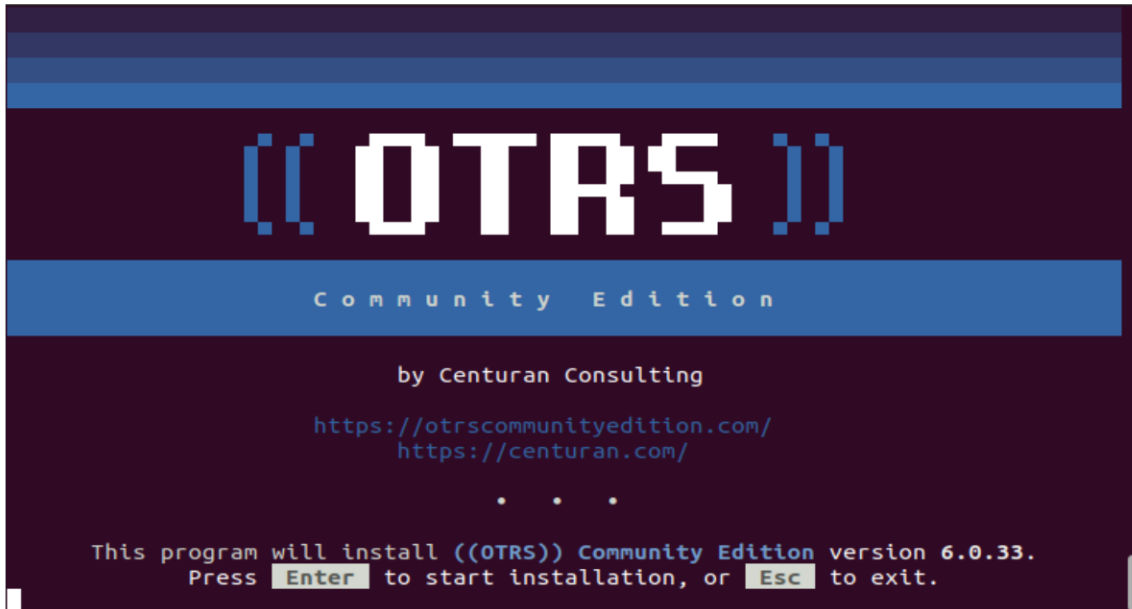 ((OTRS))
Community Edition
by Centuran Consulting
https://otrscommunityedition.com/
https://centuran.com/
• • •
This program will install ((OTRS)) Community Edition version 6.0.33.
Press Enter to start installation, or Esc to exit.